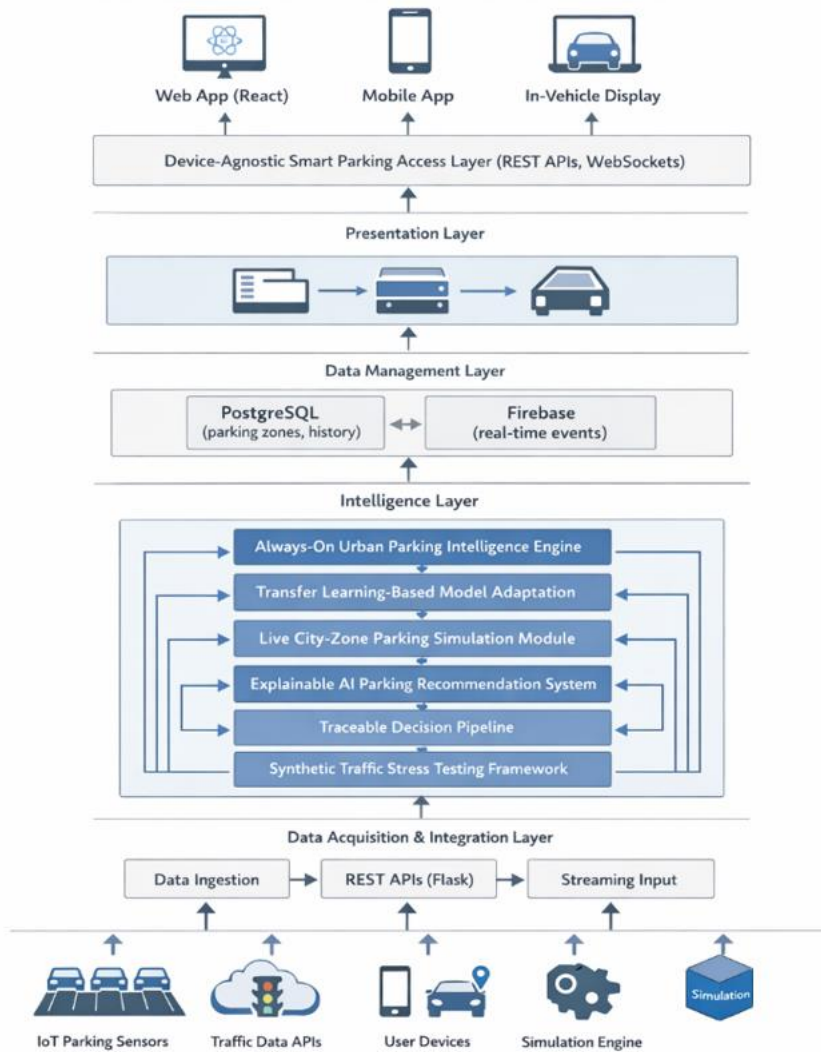 Web App (React)
Mobile App
In-Vehicle Display
Device-Agnostic Smart Parking Access Layer (REST APIs, WebSockets)
Presentation Layer
Data Management Layer
PostgreSQL
(parking zones, history)
Firebase
(real-time events)
Intelligence Layer
Always-On Urban Parking Intelligence Engine
Transfer Learning-Based Model Adaptation
Live City-Zone Parking Simulation Module
Explainable AI Parking Recommendation System
Traceable Decision Pipeline
Synthetic Traffic Stress Testing Framework
Data Acquisition & Integration Layer
Data Ingestion
REST APIs (Flask)
Streaming Input
Simulation
IoT Parking Sensors
Traffic Data APIs
User Devices
Simulation Engine